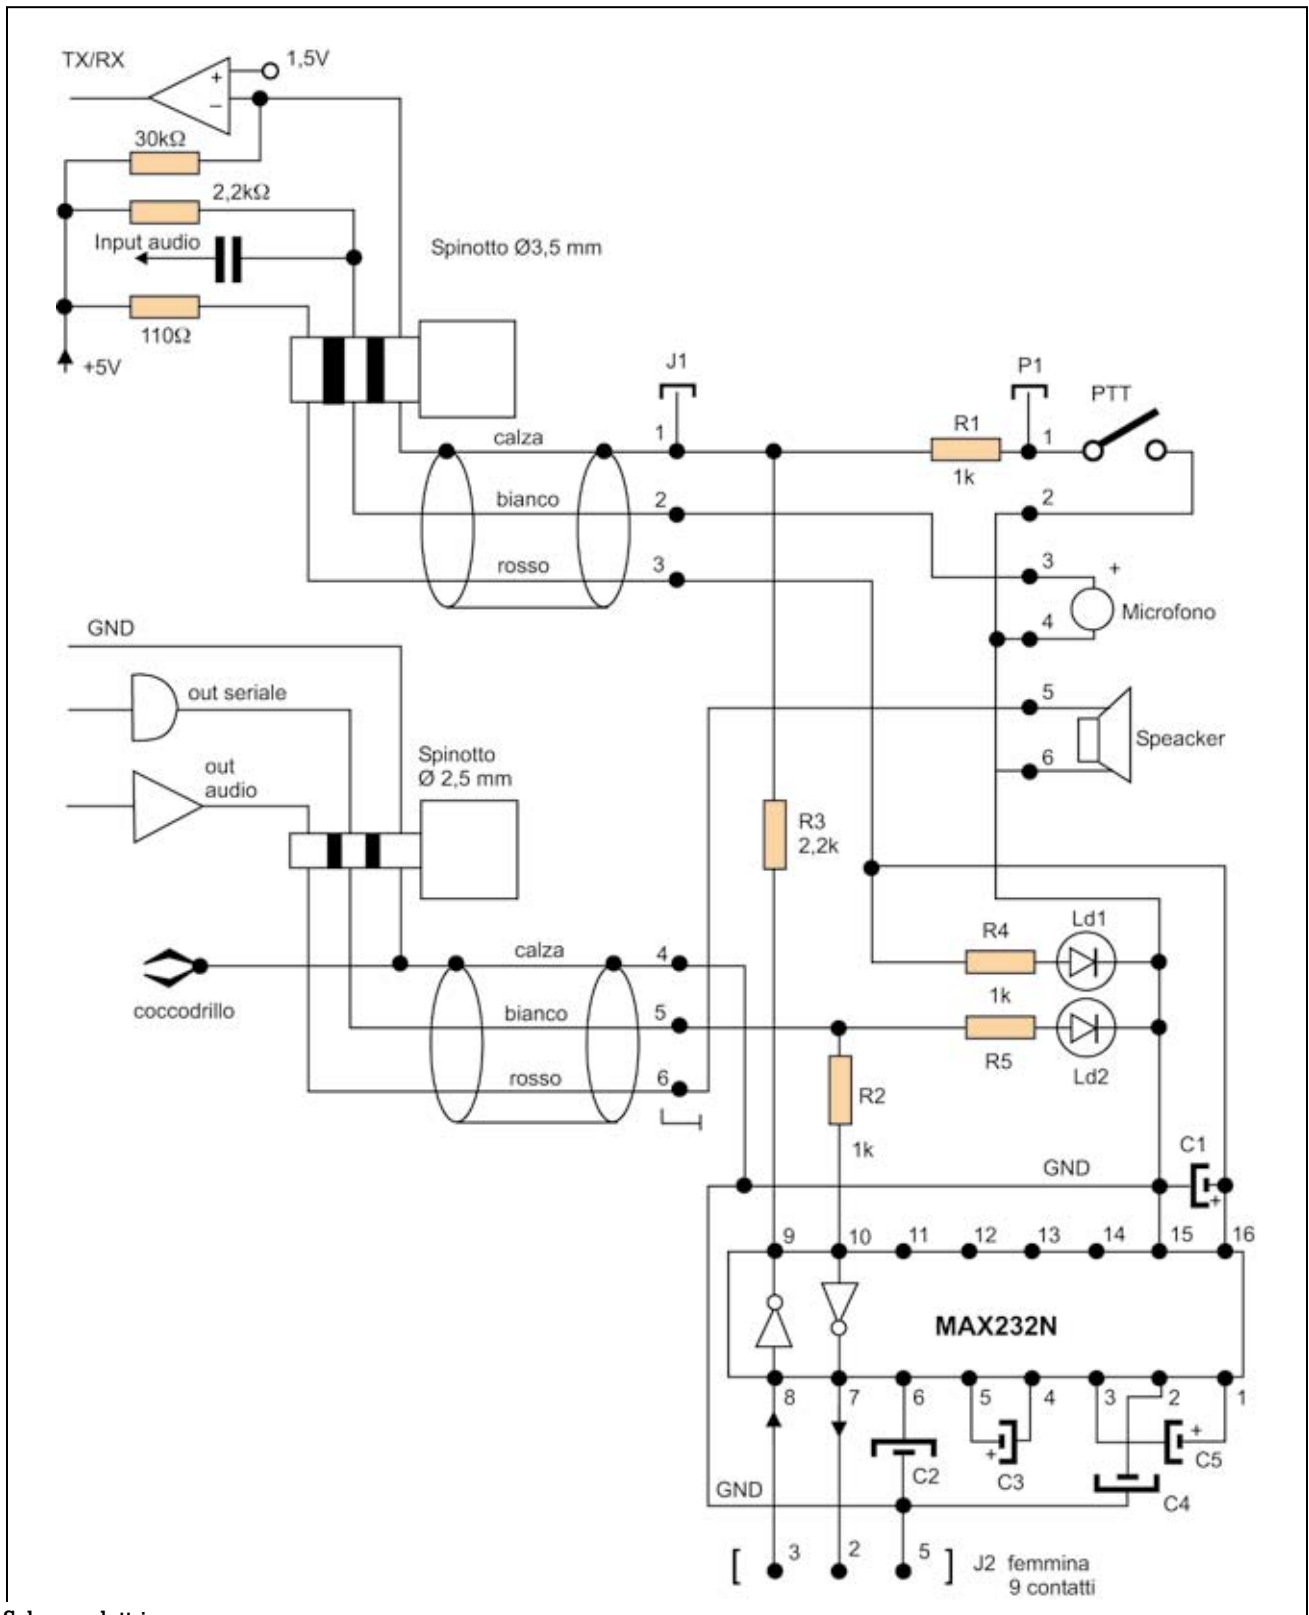 TX/RX
1,5V
+
−
30kΩ
2,2kΩ
Input audio
Spinotto Ø3,5 mm
110Ω
+5V
J1
P1
PTT
R1
1k
calza
1
1
bianco
2
2
rosso
3
3
+
Microfono
4
GND
out seriale
5
Speacker
6
out
audio
Spinotto
Ø 2,5 mm
R3
2,2k
Ld1
R4
1k
calza
4
coccodrillo
bianco
5
R5
Ld2
rosso
6
R2
1k
C1
GND
+
9
10
11
12
13
14
15
16
MAX232N
8
7
6
5
4
3
2
1
+
C3
+
C5
C2
C4
GND
[
3
2
5
]
J2 femmina
9 contatti